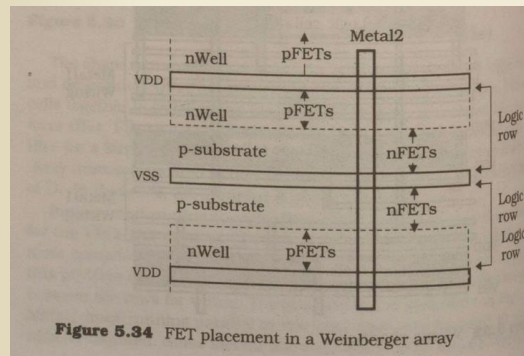 Metal2
nWell
pFETs
VDD
nWell
pFETs
p-substrate
nFETs
Logic
row
VSS
p-substrate
nFETs
Logic
row
Logic
row
nWell
pFETs
VDD
Figure 5.34 FET placement in a Weinberger array